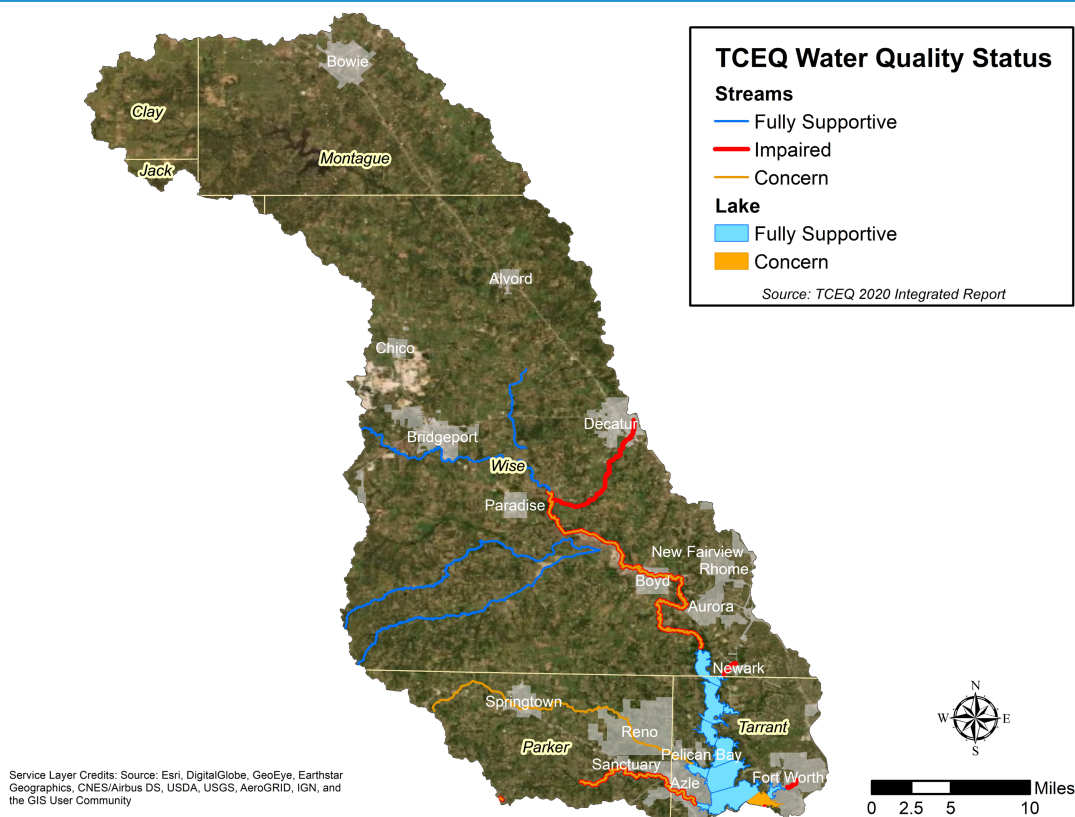 TCEQ Water Quality Status
Streams
Fully Supportive
Impaired
Concern
Lake
Fully Supportive
Concern
Source: TCEQ 2020 Integrated Report
Bowie
Clay
Montague
Jack
Alvord
Chico
Decatur
Bridgeport
Wise
Paradise
New Fairview
Rhome
Boyd
Aurora
Newark
Springtown
Tarrant
Reno
Parker
Pelican Bay
Sanctuary
Azle
Fort Worth
N
W
E
S
Miles
0 2.5 5 10
Service Layer Credits: Source: Esri, DigitalGlobe, GeoEye, Earthstar
Geographics, CNES/Airbus DS, USDA, USGS, AeroGRID, IGN, and
the GIS User Community